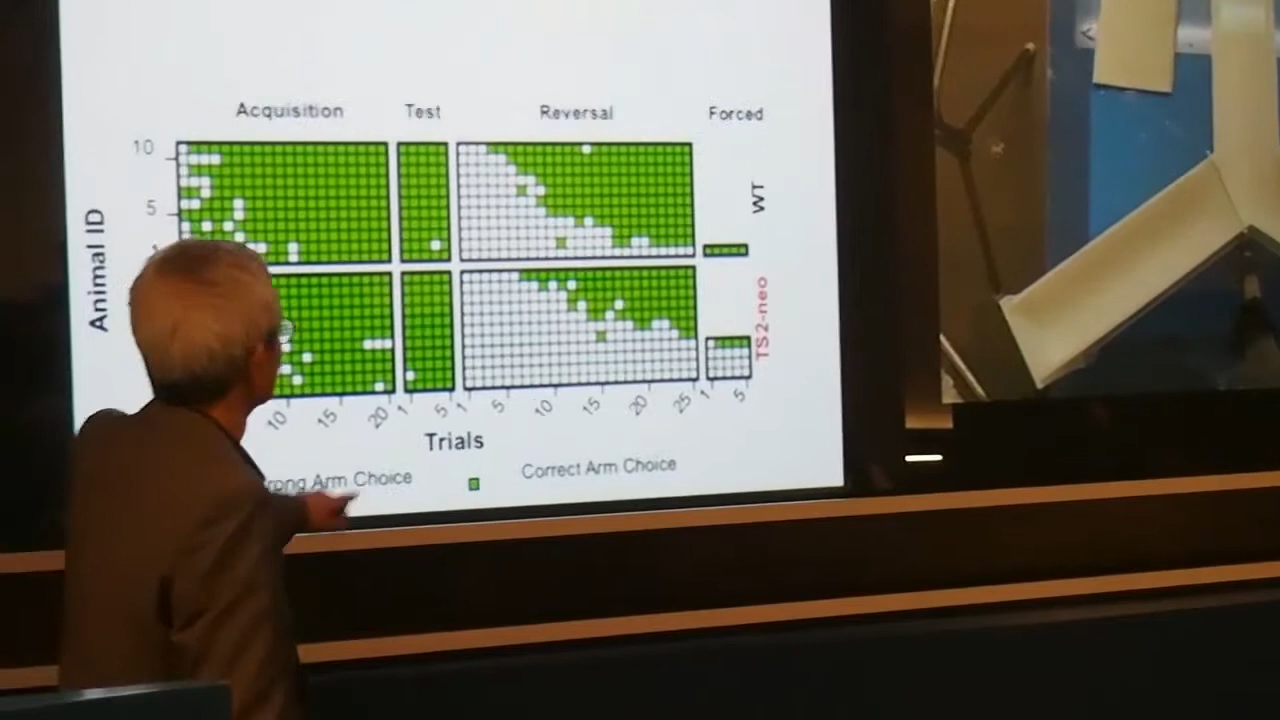 Acquisition Test Reversal Forced
10
5
1
Animal ID
WT
TS2-neo
10 15 20 1 5 1 5 10 15 20 25 1 5
Trials
rong Arm Choice
Correct Arm Choice